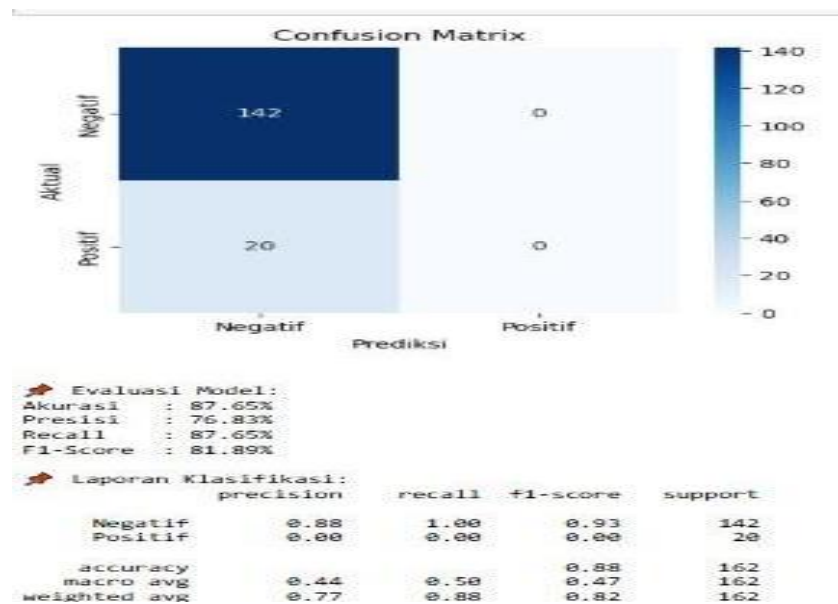 Confusion Matrix
140
120
100
80
60
40
20
0
Aktual
Negatif
Positif
142
0
20
0
Negatif
Positif
Prediksi
Evaluasi Model:
Akurasi : 87.65%
Presisi : 76.83%
Recall : 87.65%
F1-Score : 81.89%
Laporan Klasifikasi:
precision recall f1-score support
Negatif 0.88 1.00 0.93 142
Positif 0.00 0.00 0.00 20
accuracy 0.88 162
macro avg 0.44 0.50 0.47 162
weighted avg 0.77 0.88 0.82 162